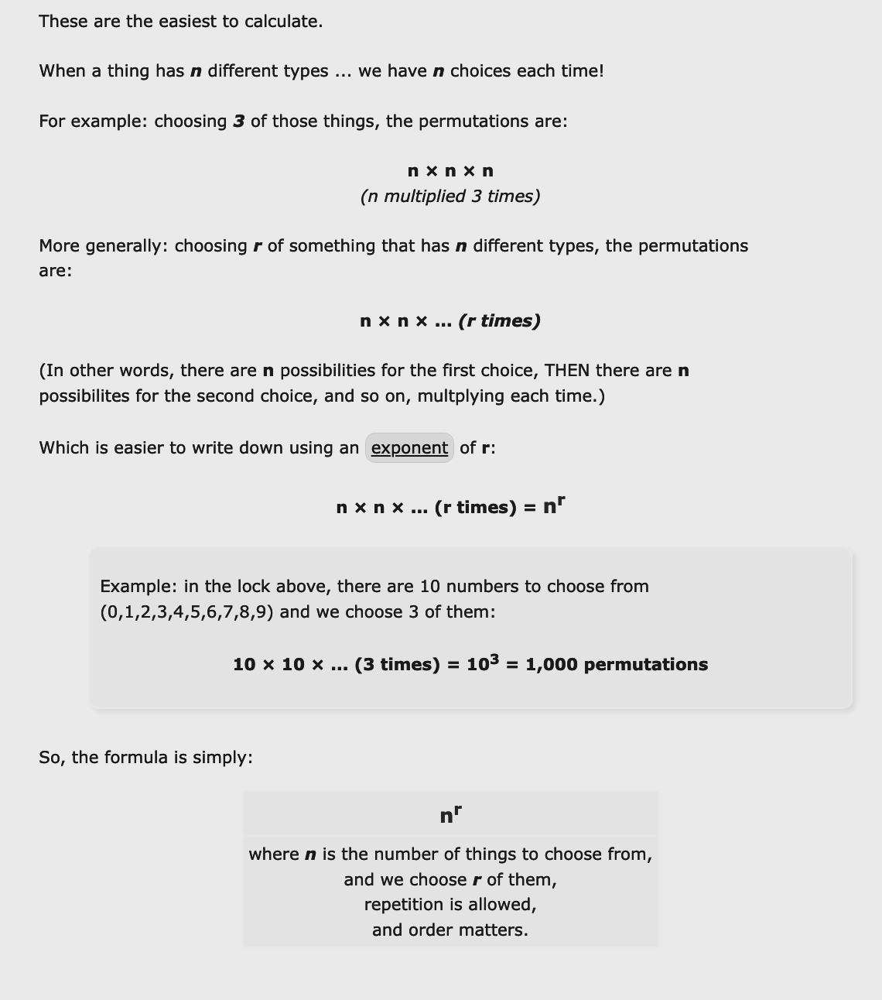 These are the easiest to calculate.
When a thing has n different types ... we have n choices each time!
For example: choosing 3 of those things, the permutations are:
n × n × n
(n multiplied 3 times)
More generally: choosing r of something that has n different types, the permutations
are:
n × n × ... (r times)
(In other words, there are n possibilities for the first choice, THEN there are n
possibilites for the second choice, and so on, multplying each time.)
Which is easier to write down using an exponent of r:
n × n × ... (r times) = nʳ
Example: in the lock above, there are 10 numbers to choose from
(0,1,2,3,4,5,6,7,8,9) and we choose 3 of them:
10 × 10 × ... (3 times) = 10³ = 1,000 permutations
So, the formula is simply:
nʳ
where n is the number of things to choose from,
and we choose r of them,
repetition is allowed,
and order matters.